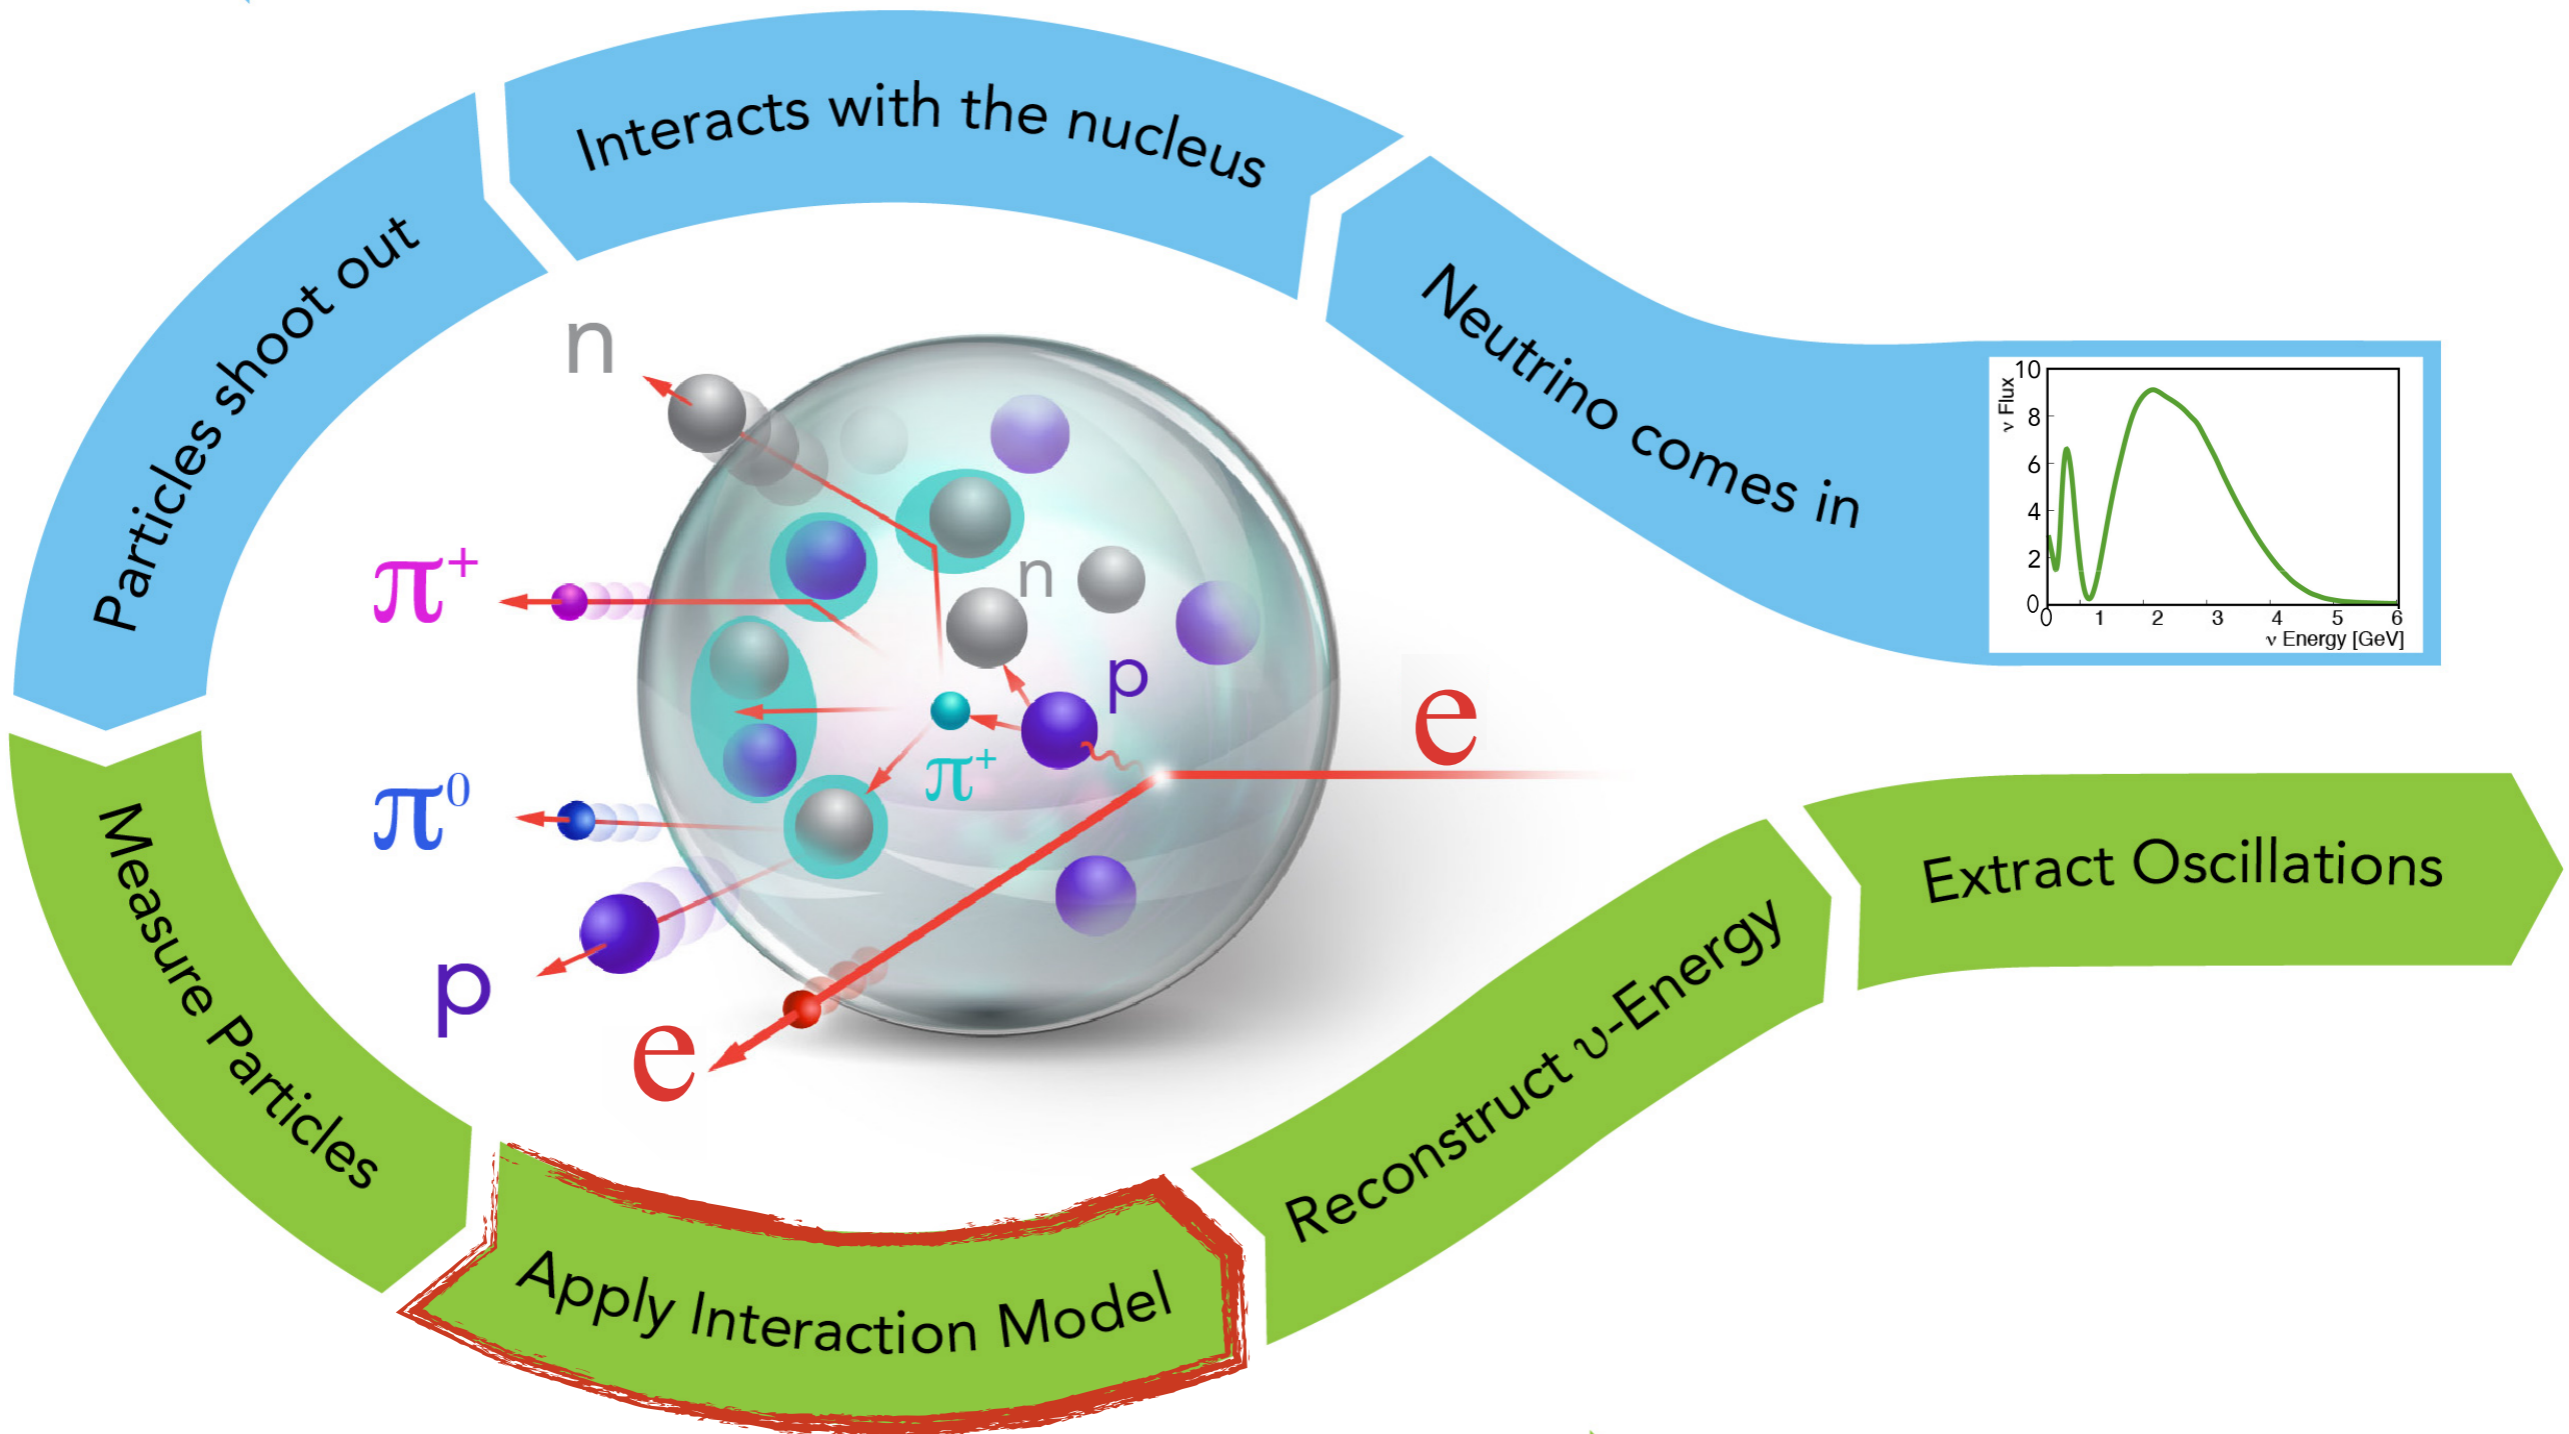 Interacts with the nucleus
Particles shoot out
Neutrino comes in
ν Flux
10
8
6
4
2
0
0 1 2 3 4 5 6
ν Energy [GeV]
n
n
π⁺
p
e
π⁺
π⁰
p
e
Measure Particles
Apply Interaction Model
Reconstruct υ-Energy
Extract Oscillations